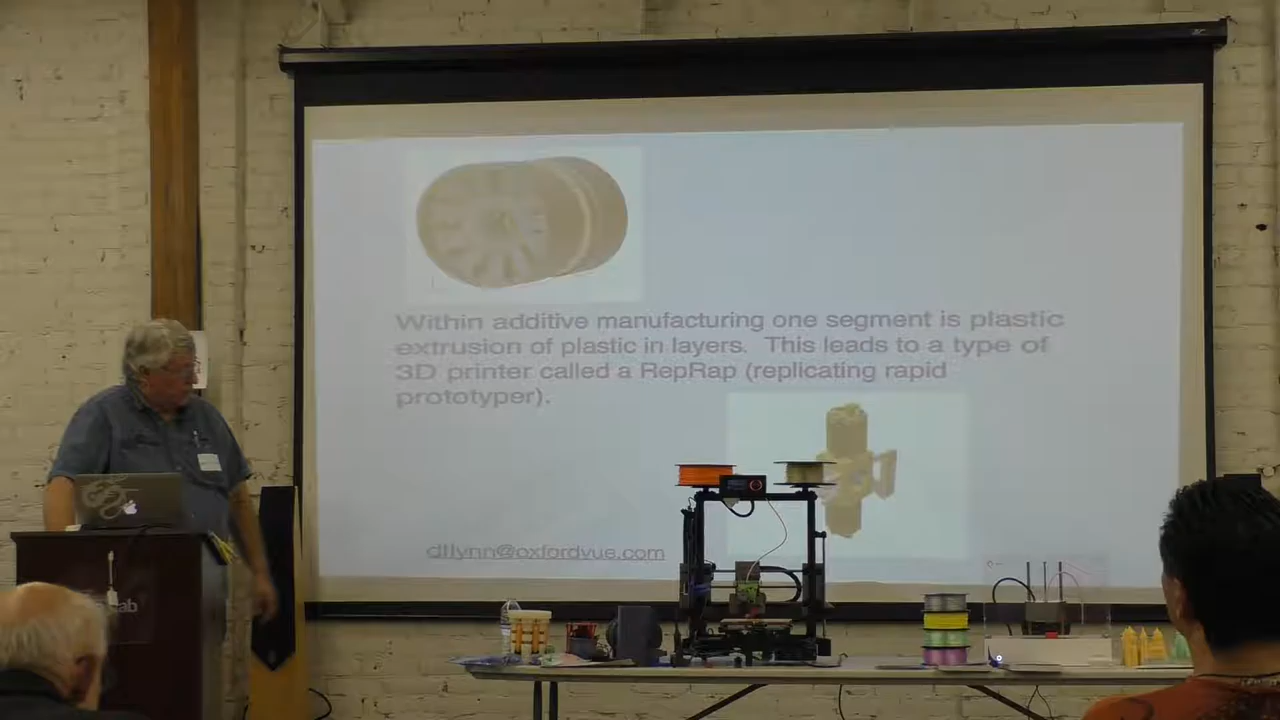 Within additive manufacturing one segment is plastic
extrusion of plastic in layers. This leads to a type of
3D printer called a RepRap (replicating rapid
prototyper).
dflynn@oxfordvue.com
ab